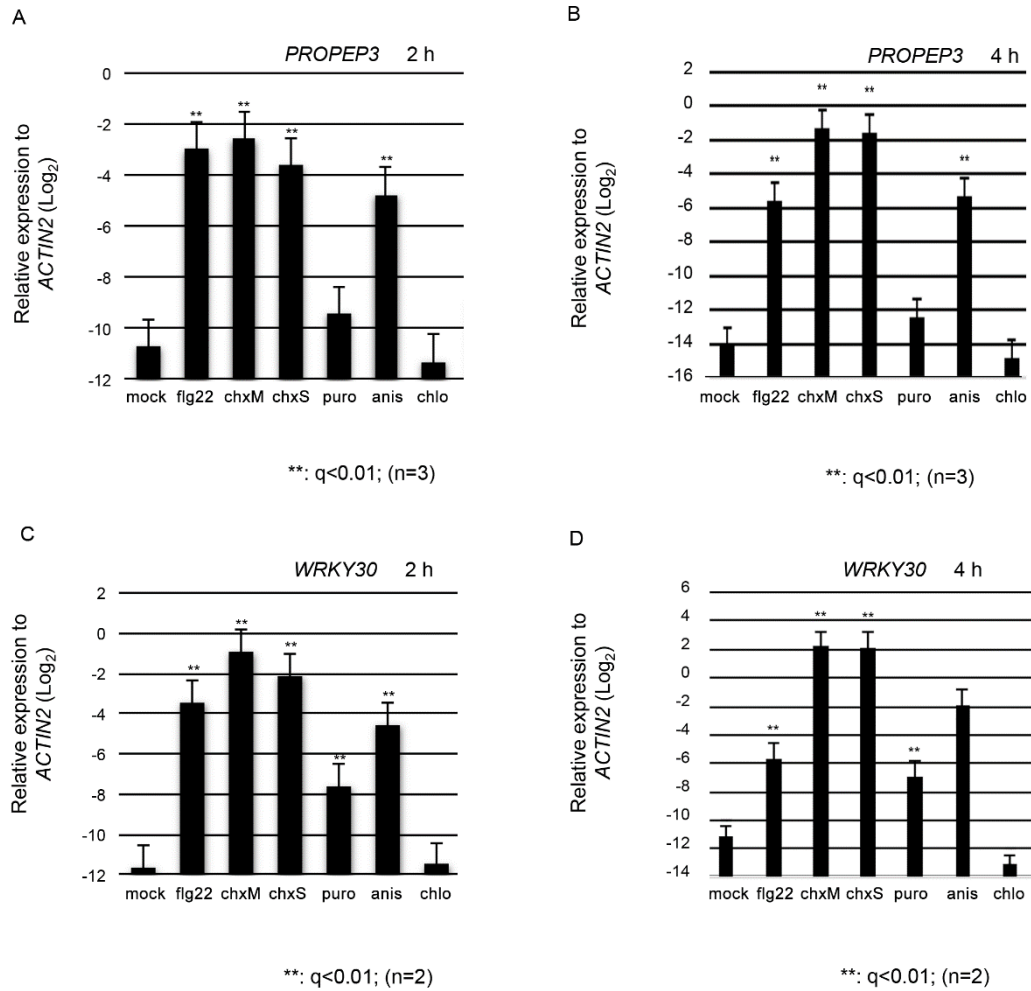 A
PROPEP3 2 h
Relative expression to
ACTIN2 (Log2)
0
-2
-4
-6
-8
-10
-12
** ** ** **
mock flg22 chxM chxS puro anis chlo
**: q<0.01; (n=3)
B
PROPEP3 4 h
Relative expression to
ACTIN2 (Log2)
2
0
-2
-4
-6
-8
-10
-12
-14
-16
** ** ** **
mock flg22 chxM chxS puro anis chlo
**: q<0.01; (n=3)
C
WRKY30 2 h
Relative expression to
ACTIN2 (Log2)
2
0
-2
-4
-6
-8
-10
-12
** ** ** ** **
mock flg22 chxM chxS puro anis chlo
**: q<0.01; (n=2)
D
WRKY30 4 h
Relative expression to
ACTIN2 (Log2)
6
4
2
0
-2
-4
-6
-8
-10
-12
-14
** ** ** **
mock flg22 chxM chxS puro anis chlo
**: q<0.01; (n=2)